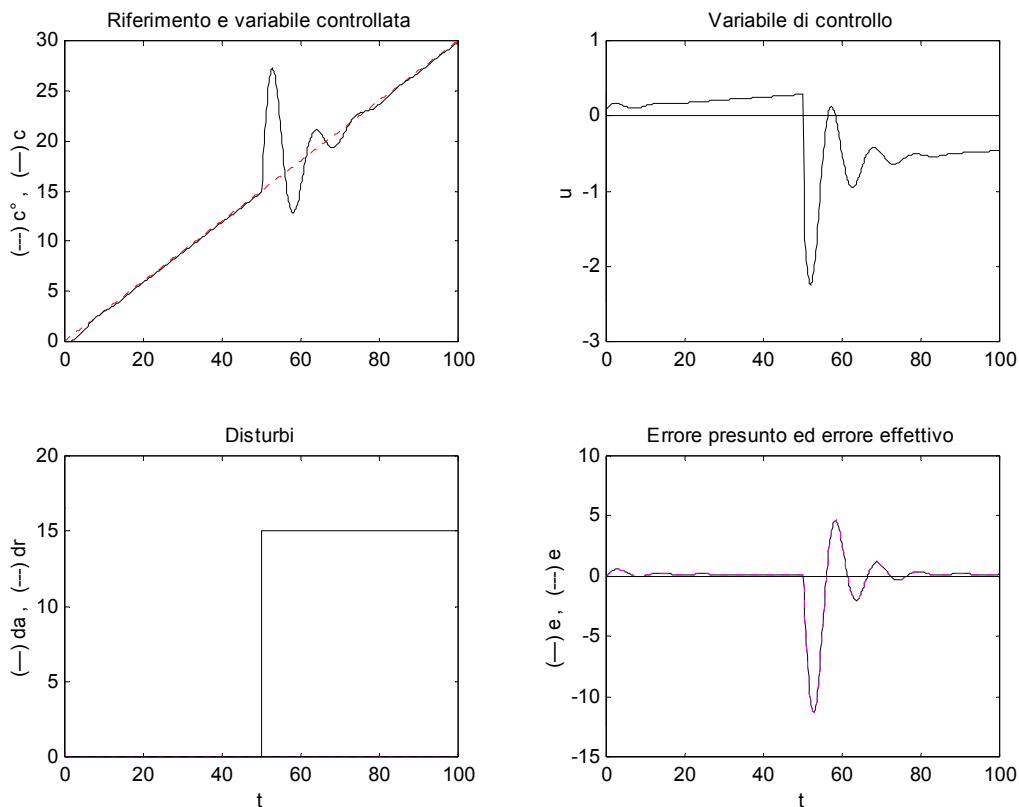 Riferimento e variabile controllata
30
25
20
15
10
5
0
0 20 40 60 80 100
(---) c° , (—) c
Variabile di controllo
1
0
-1
-2
-3
0 20 40 60 80 100
u
Disturbi
20
15
10
5
0
0 20 40 60 80 100
(—) da , (---) dr
t
Errore presunto ed errore effettivo
10
5
0
-5
-10
-15
0 20 40 60 80 100
(—) e , (---) e
t